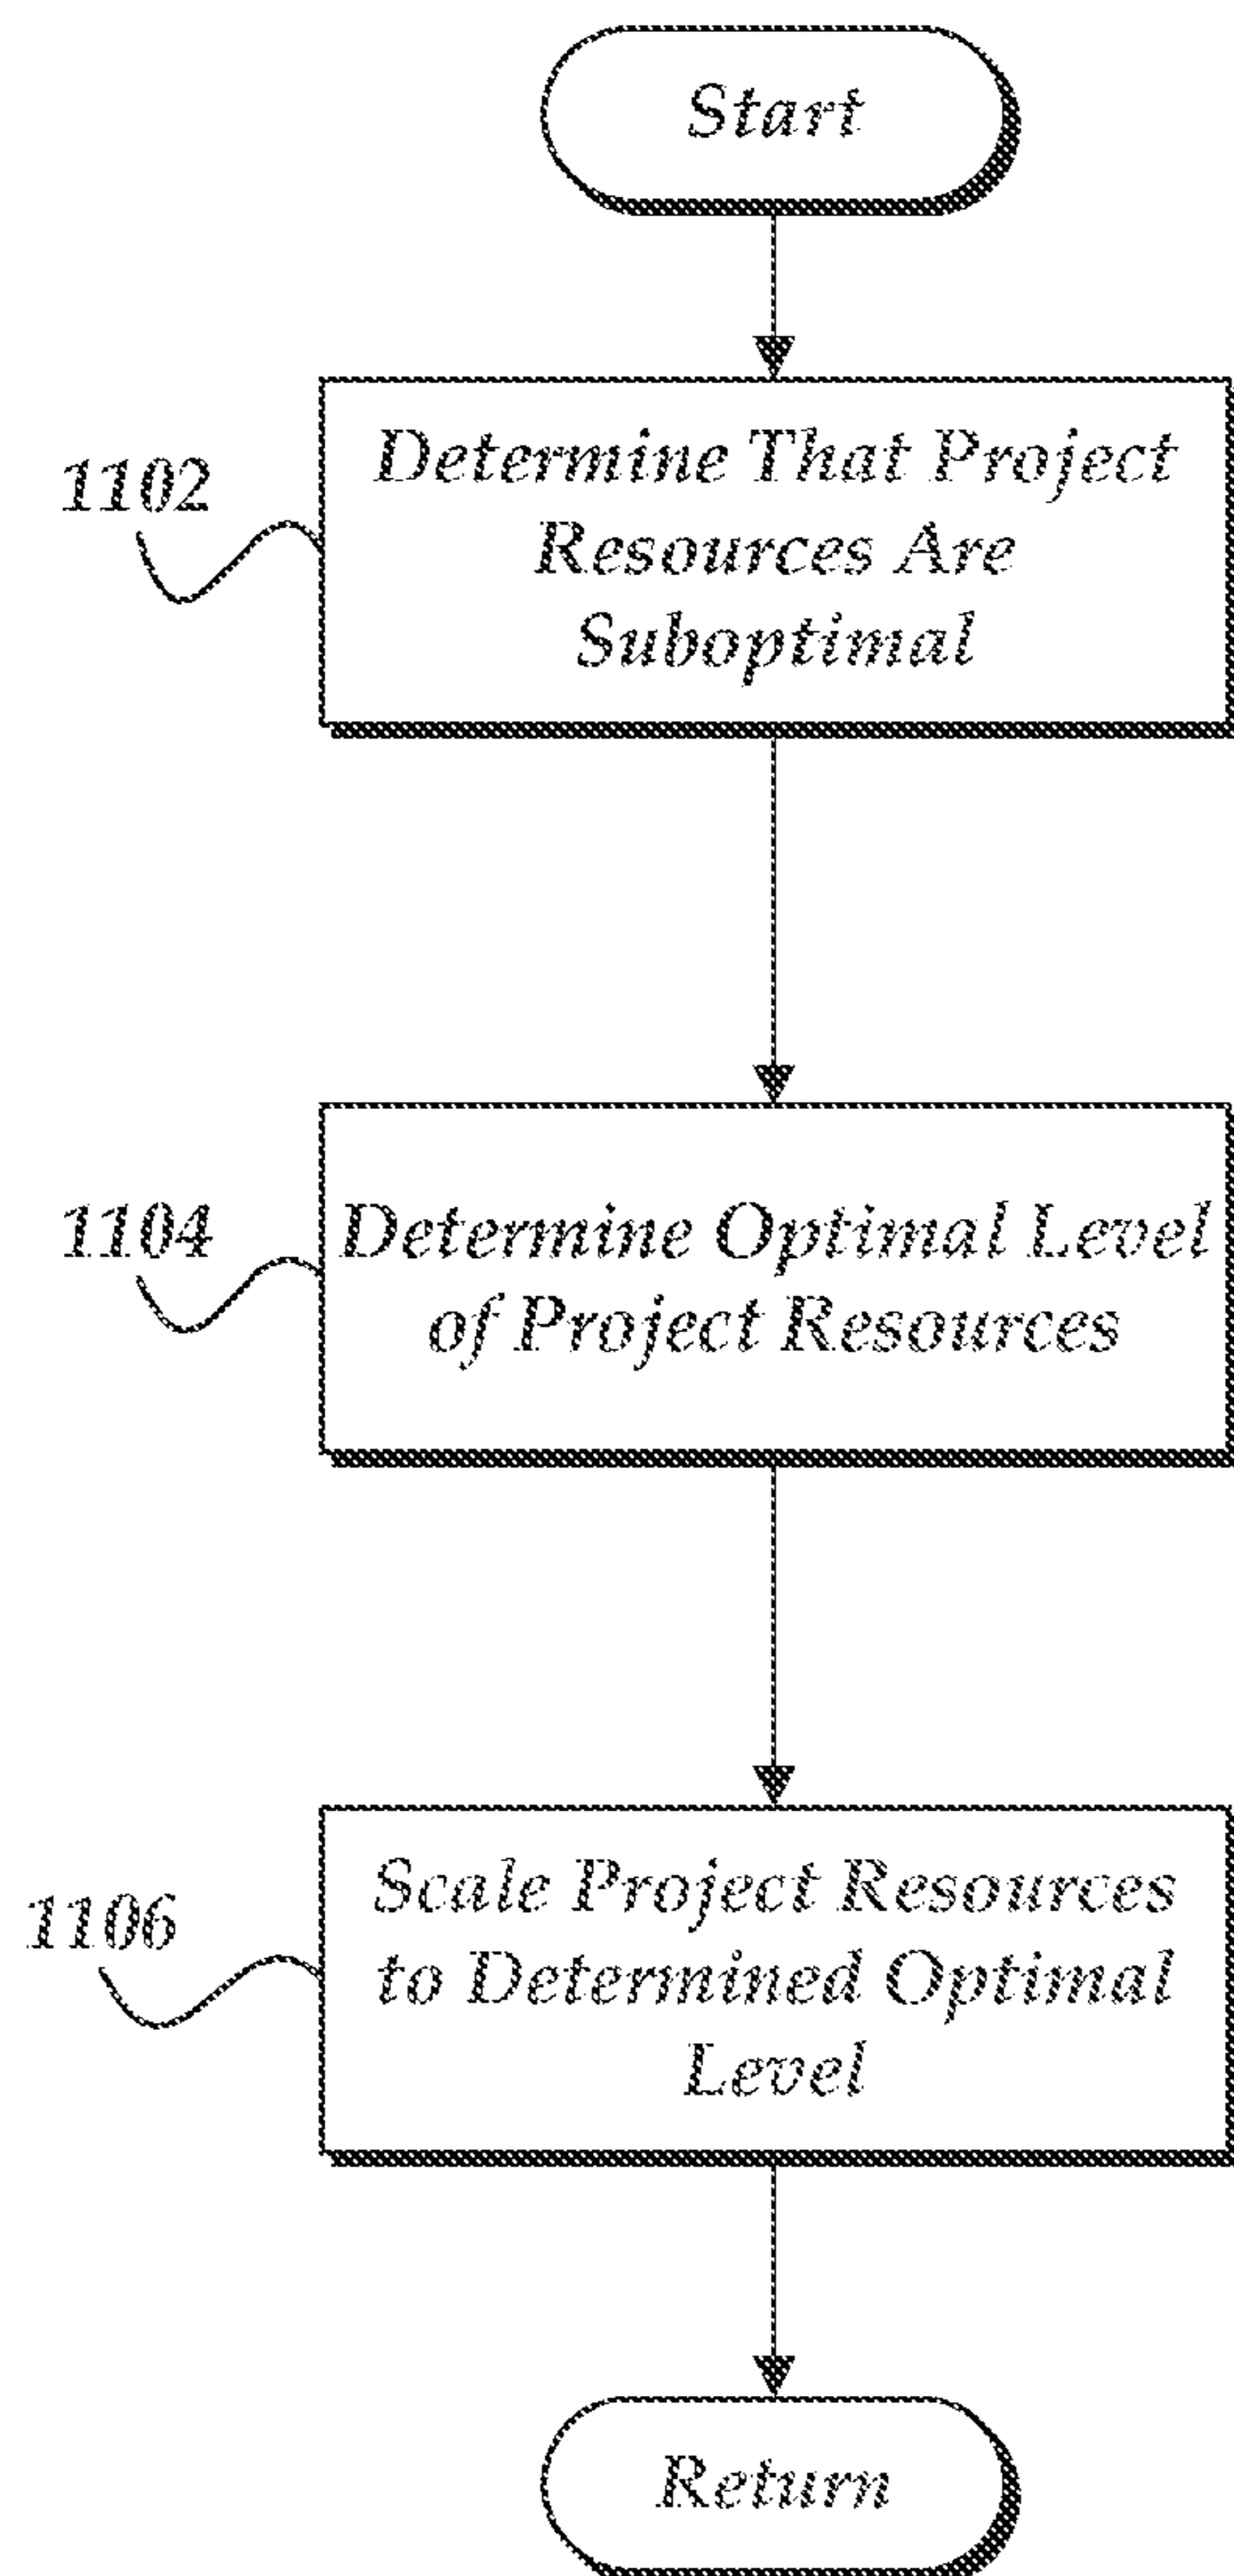 Start
1102
Determine That Project
Resources Are
Suboptimal
1104
Determine Optimal Level
of Project Resources
1106
Scale Project Resources
to Determined Optimal
Level
Return